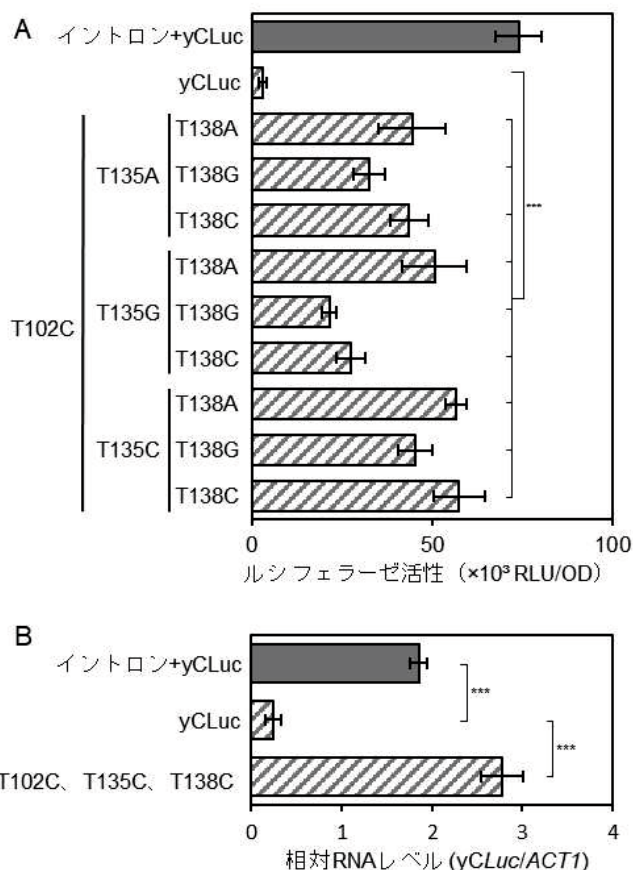 A
イントロン+yCLuc
yCLuc
T138A
T135A T138G
T138C
***
T138A
T102C T135G T138G
T138C
T138A
T135C T138G
T138C
0 50 100
ルシフェラーゼ活性（×10³ RLU/OD）
B
イントロン+yCLuc
***
yCLuc
***
T102C、T135C、T138C
0 1 2 3 4
相対RNAレベル (yCLuc/ACT1)